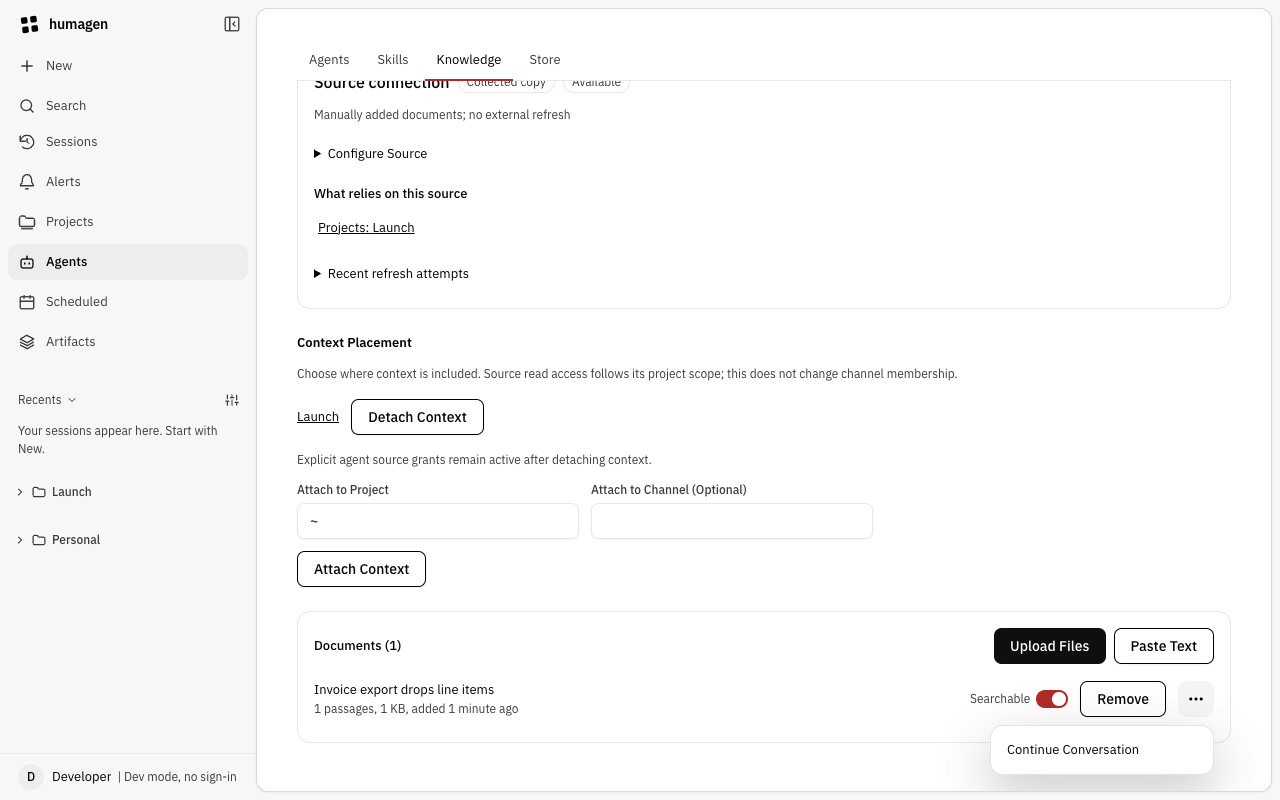 humagen
New
Search
Sessions
Alerts
Projects
Agents
Scheduled
Artifacts
Recents
Your sessions appear here. Start with
New.
Launch
Personal
D Developer | Dev mode, no sign-in
Agents Skills Knowledge Store
Source connection Collected copy Available
Manually added documents; no external refresh
Configure Source
What relies on this source
Projects: Launch
Recent refresh attempts
Context Placement
Choose where context is included. Source read access follows its project scope; this does not change channel membership.
Launch Detach Context
Explicit agent source grants remain active after detaching context.
Attach to Project Attach to Channel (Optional)
~
Attach Context
Documents (1) Upload Files Paste Text
Invoice export drops line items
1 passages, 1 KB, added 1 minute ago
Searchable Remove
Continue Conversation